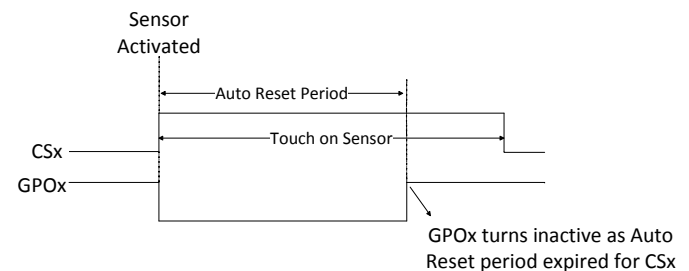 Sensor
Activated
Auto Reset Period
Touch on Sensor
CSx
GPOx
GPOx turns inactive as Auto
Reset period expired for CSx